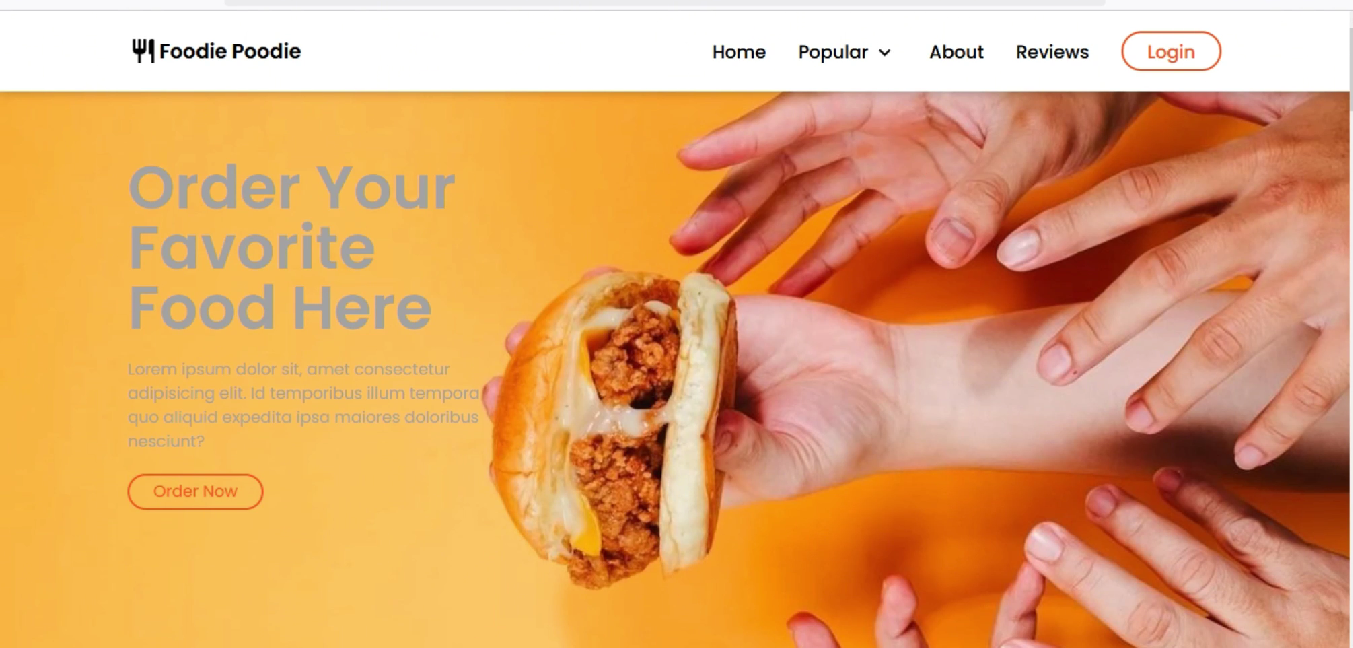 Foodie Poodie
Home Popular About Reviews Login
Order Your
Favorite
Food Here
Lorem ipsum dolor sit, amet consectetur
adipisicing elit. Id temporibus illum tempora
quo aliquid expedita ipsa maiores doloribus
nesciunt?
Order Now